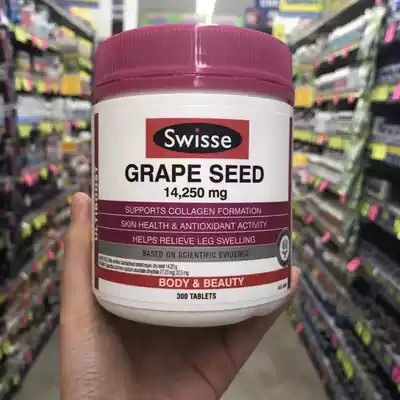 Swisse
GRAPE SEED
14,250 mg
SUPPORTS COLLAGEN FORMATION
SKIN HEALTH & ANTIOXIDANT ACTIVITY
HELPS RELIEVE LEG SWELLING
BASED ON SCIENTIFIC EVIDENCE
BODY & BEAUTY
300 TABLETS
ULTIBOOST